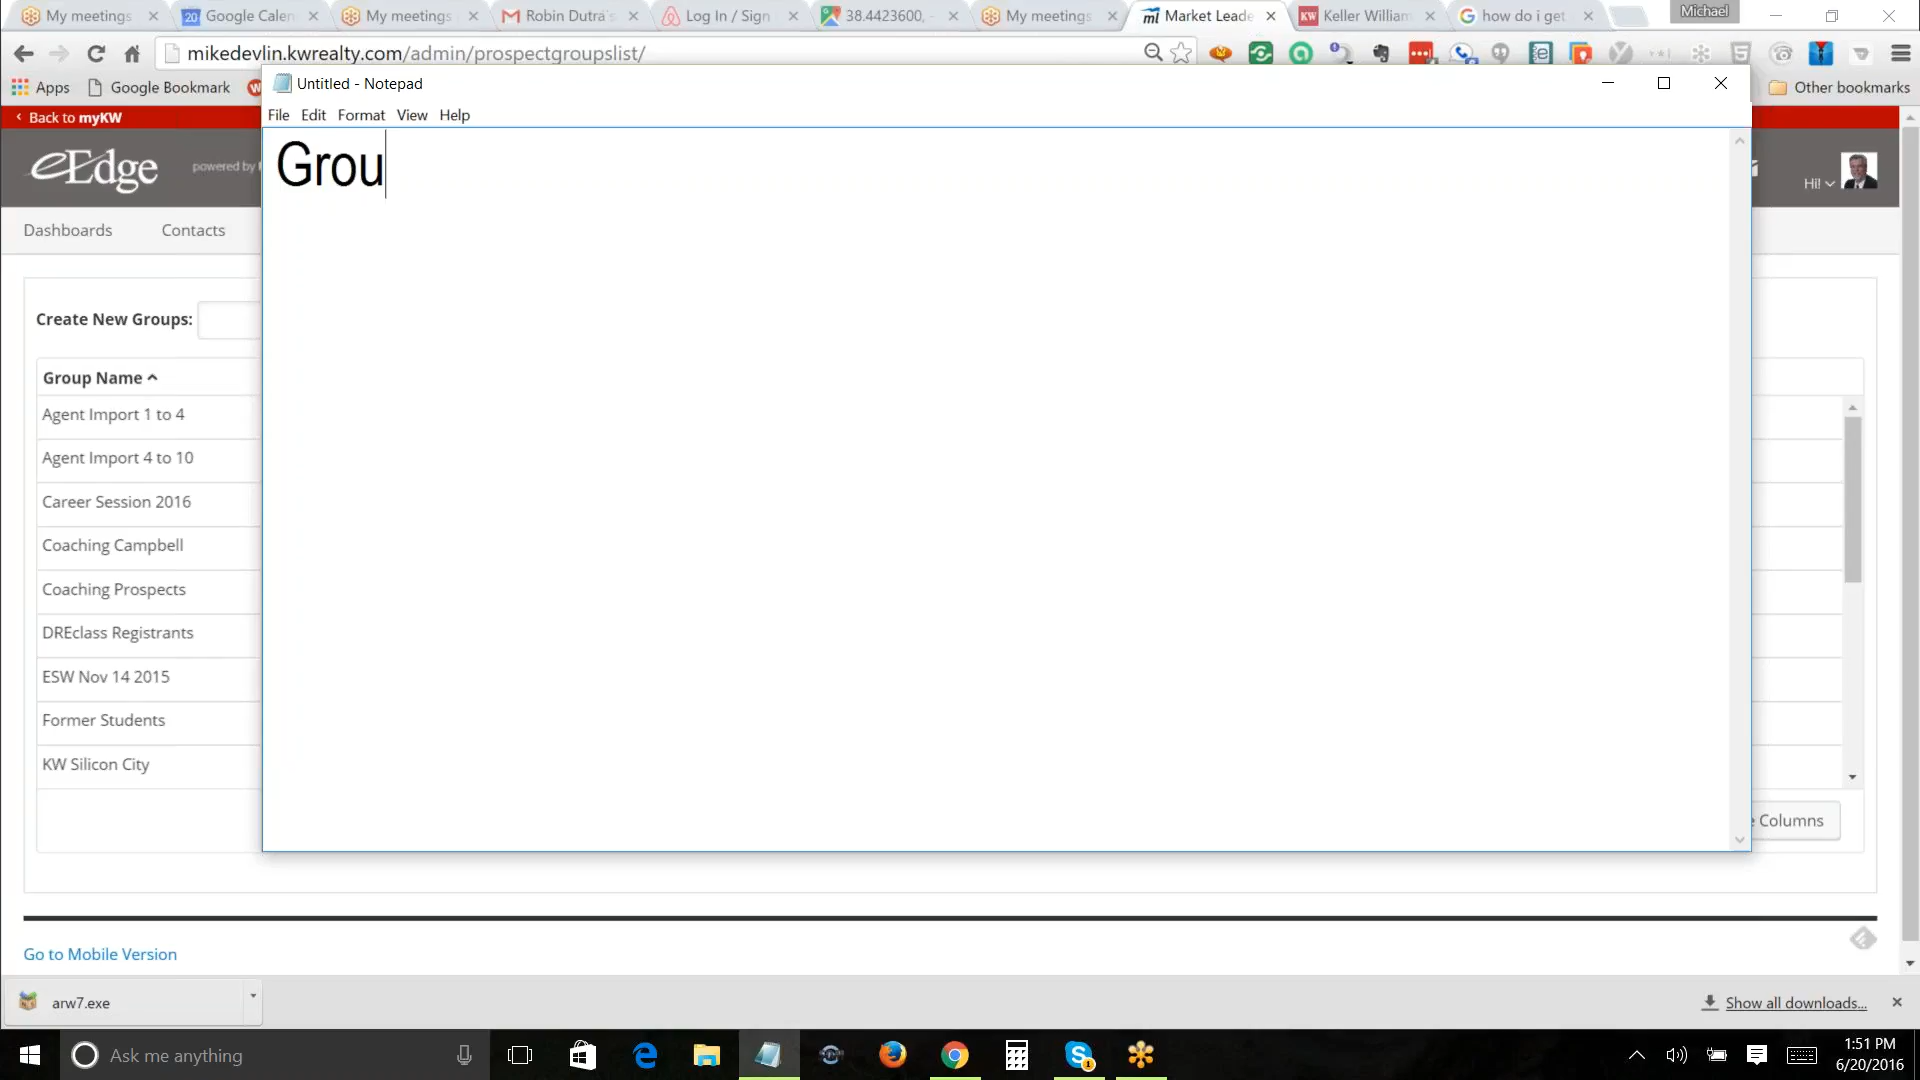 My meetings
Google Calen
My meetings
Robin Dutra's
Log In / Sign
38.4423600, -
My meetings
Market Leade
Keller William
how do i get
Michael
mikedevlin.kwrealty.com/admin/prospectgroupslist/
Apps
Google Bookmark
Other bookmarks
Untitled - Notepad
File Edit Format View Help
Grou
Back to myKW
eEdge
powered by
Hi!
Dashboards
Contacts
Create New Groups:
Group Name
Agent Import 1 to 4
Agent Import 4 to 10
Career Session 2016
Coaching Campbell
Coaching Prospects
DREclass Registrants
ESW Nov 14 2015
Former Students
KW Silicon City
Columns
Go to Mobile Version
arw7.exe
Show all downloads...
Ask me anything
1:51 PM
6/20/2016